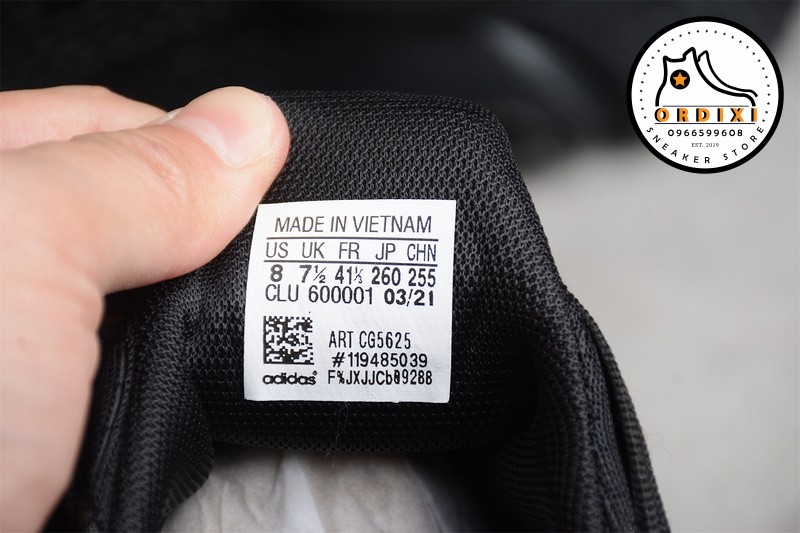 ORDIXI
0966599608
EST. 2019
SNEAKER STORE
MADE IN VIETNAM
US UK FR JP CHN
8 7½ 41⅓ 260 255
CLU 600001 03/21
ART CG5625
#119485039
adidas